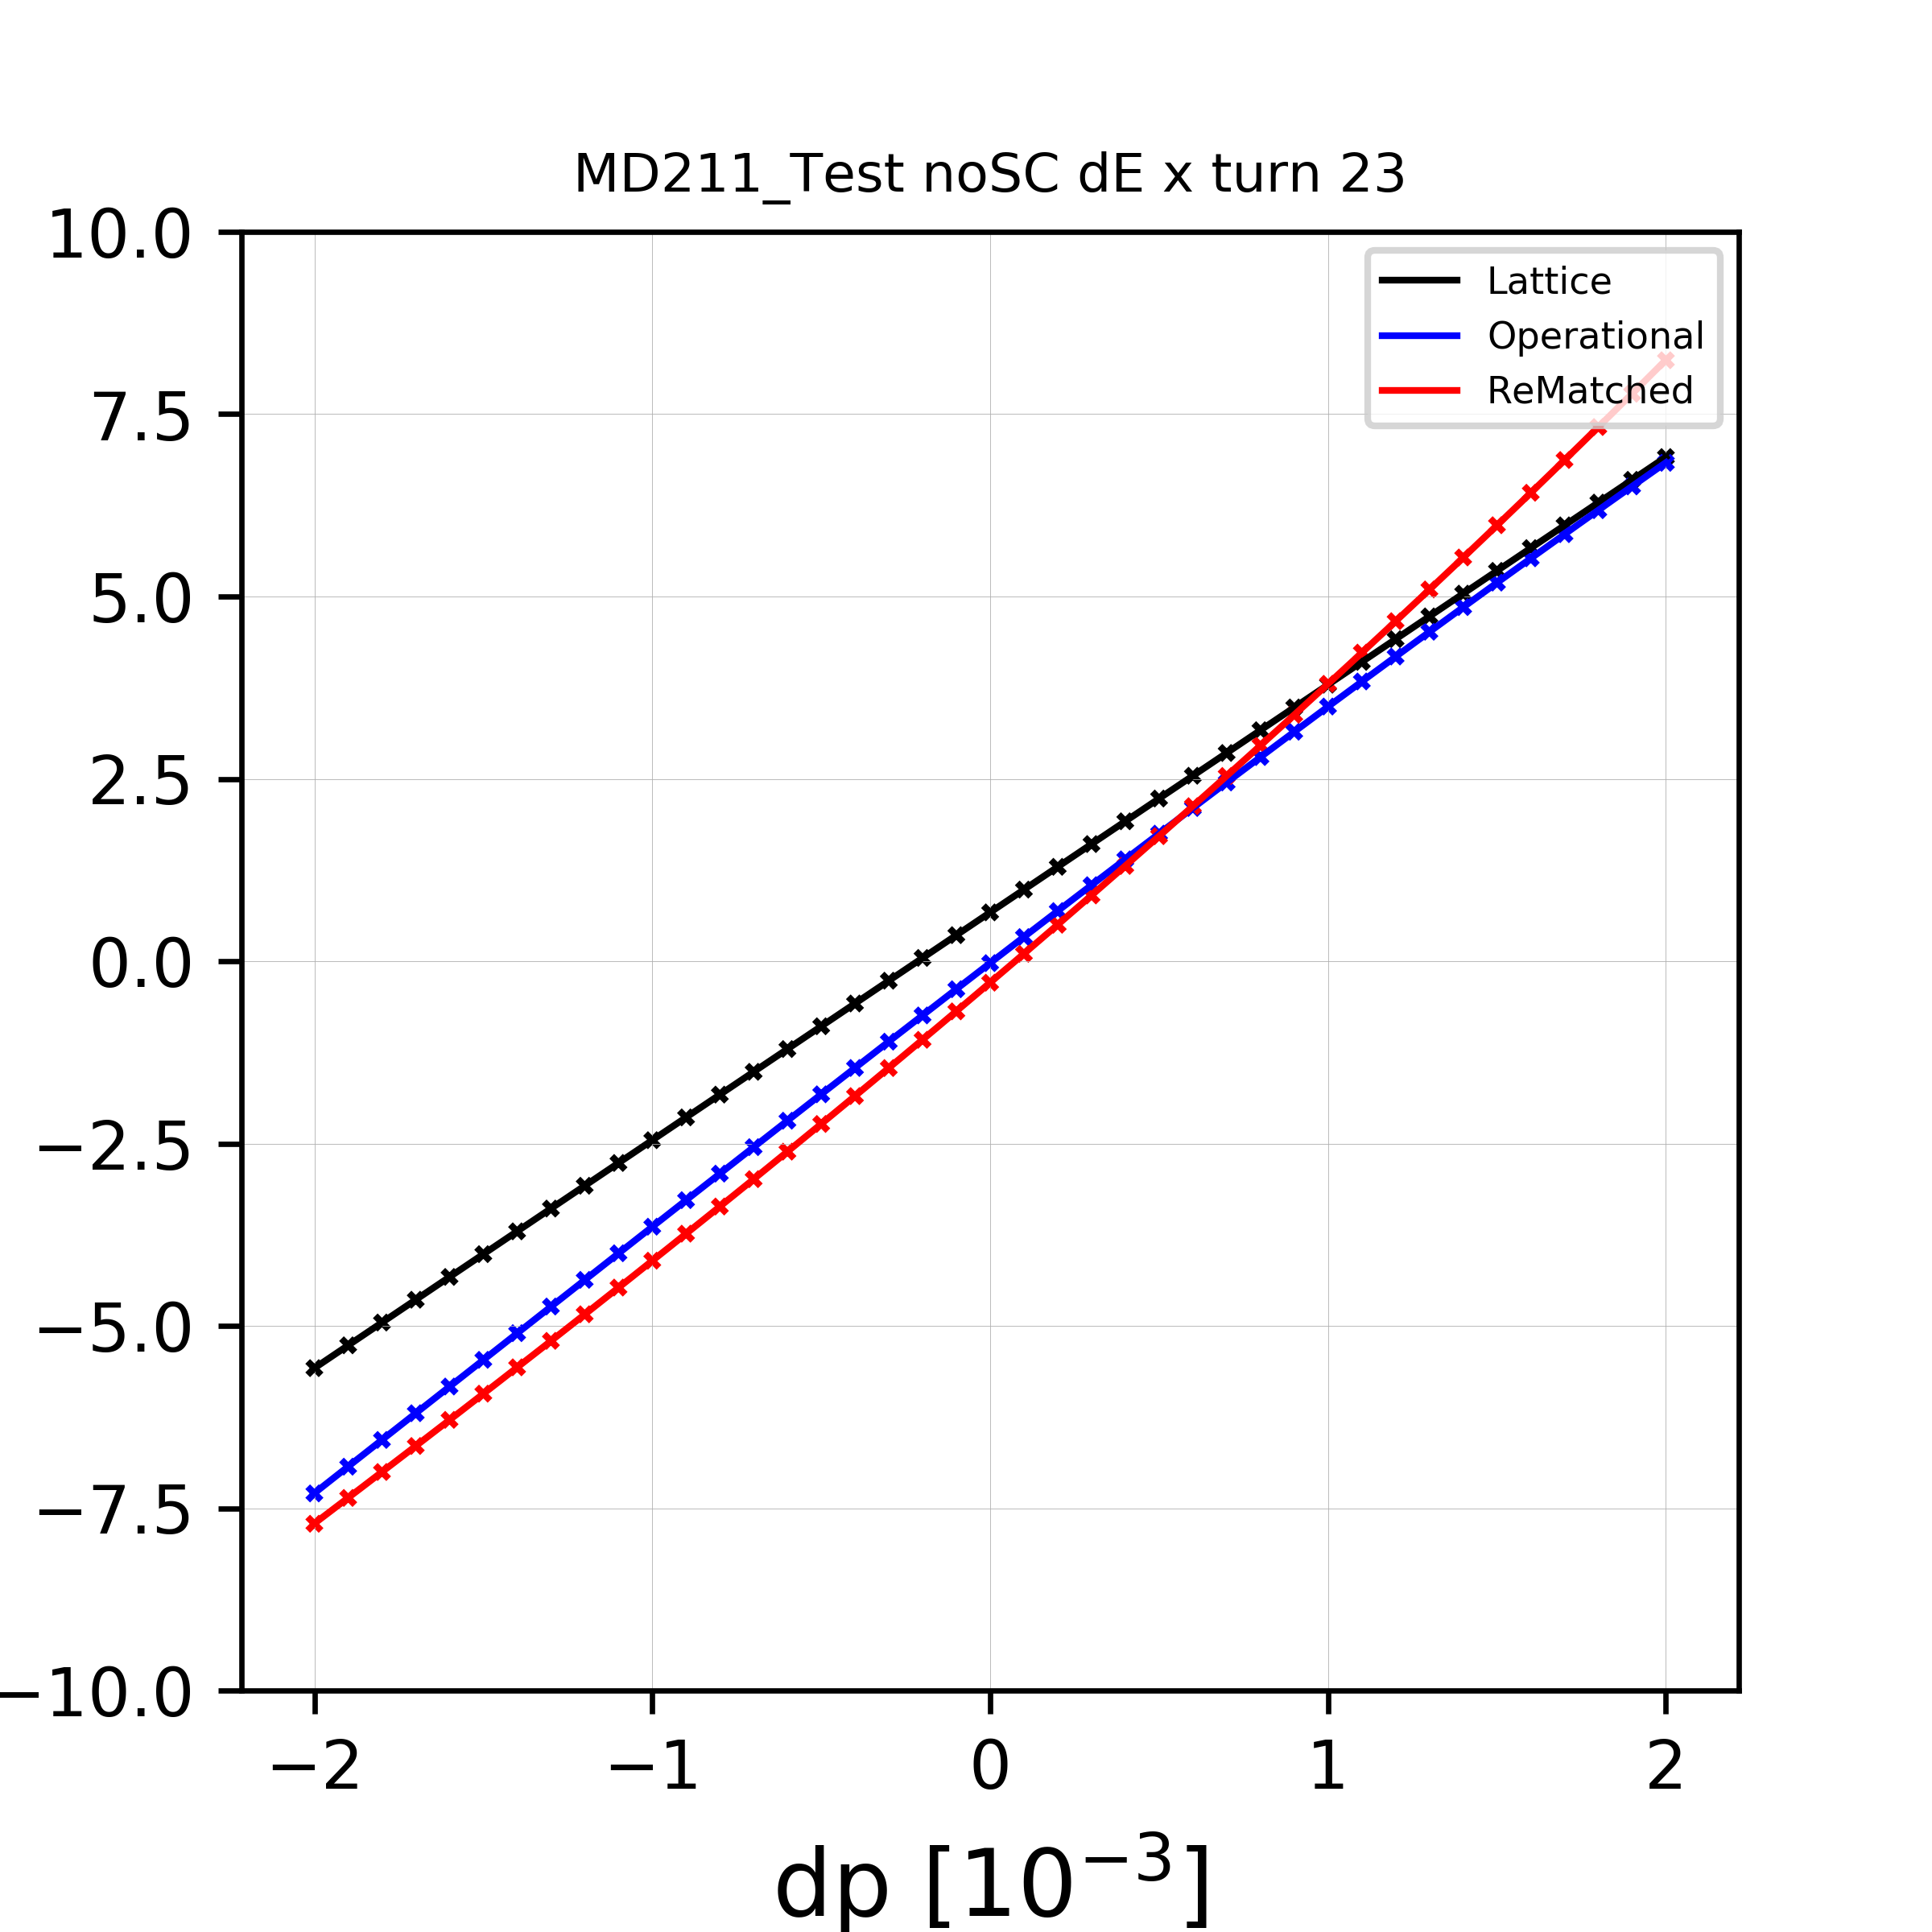 MD211_Test noSC dE x turn 23
10.0
7.5
5.0
2.5
0.0
−2.5
−5.0
−7.5
−10.0
Lattice
Operational
ReMatched
−2 −1 0 1 2
dp [10⁻³]